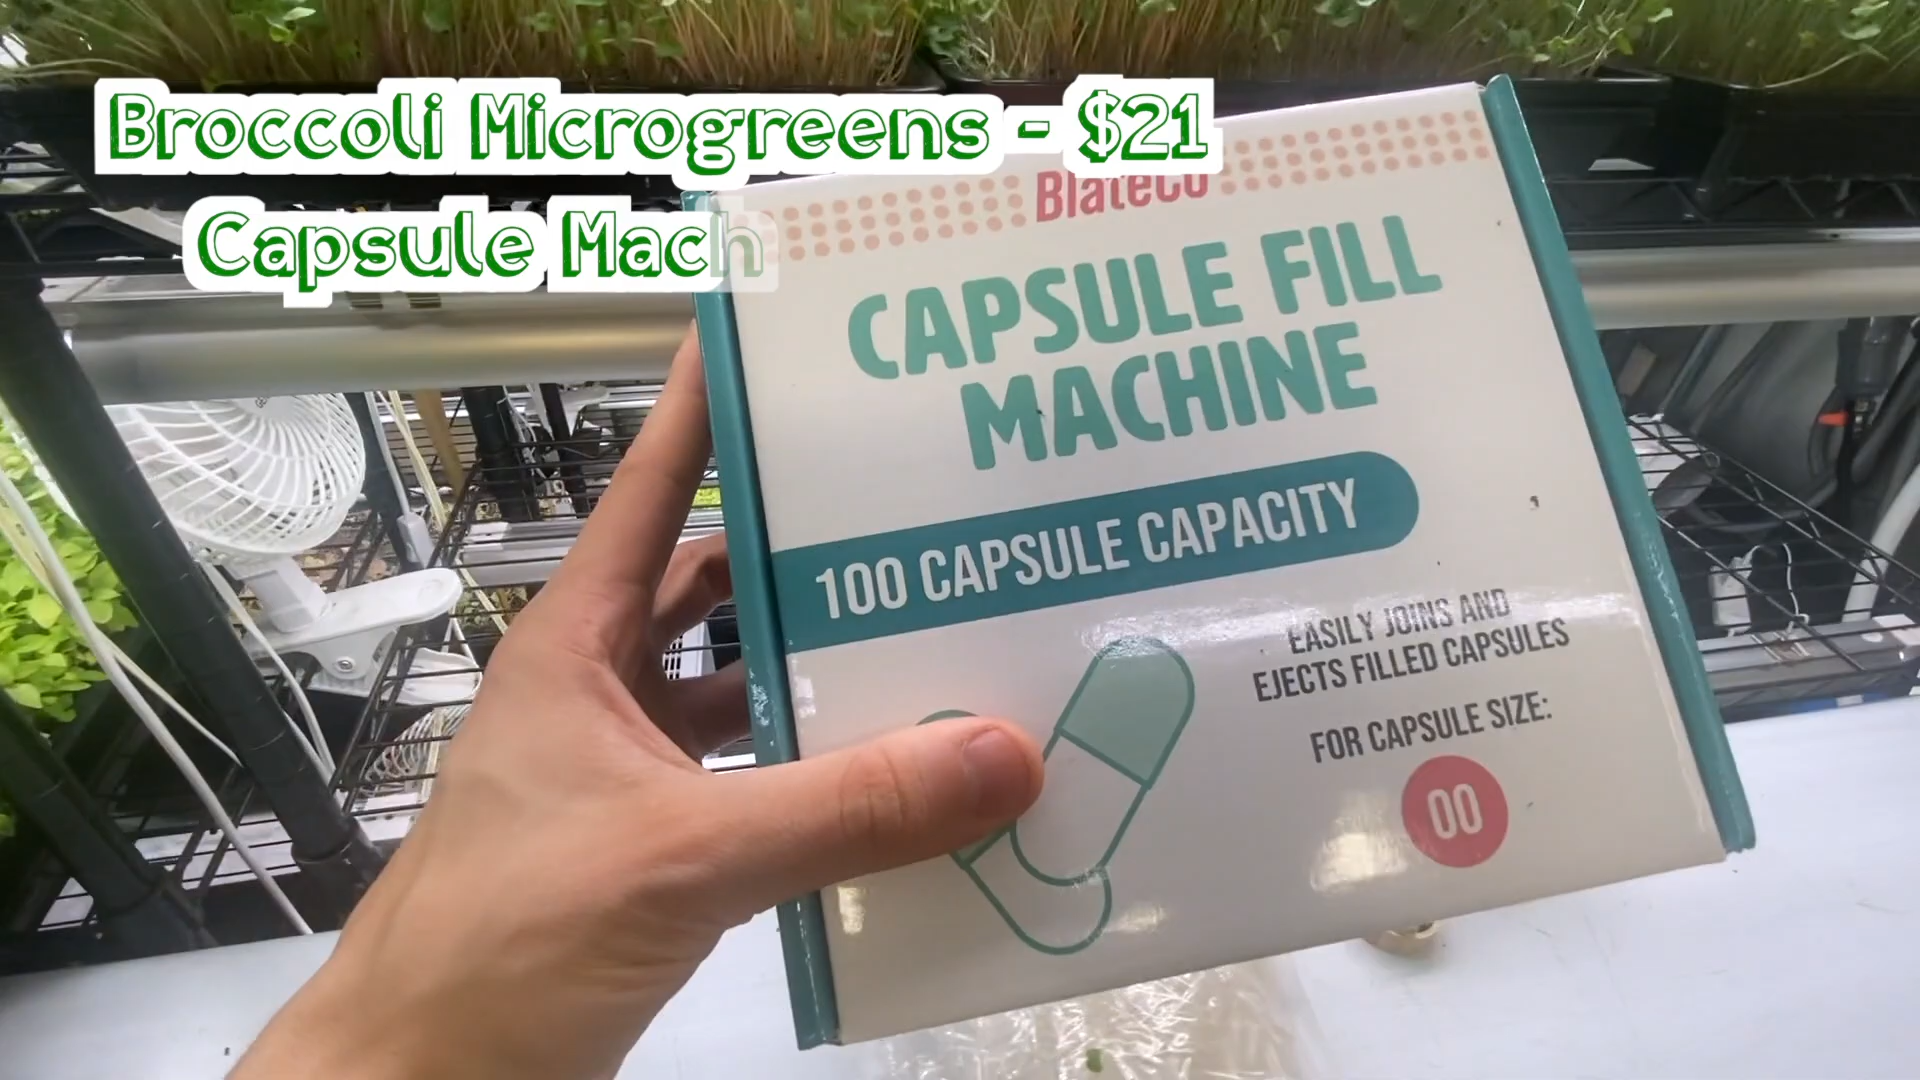 Broccoli Microgreens - $21
Capsule Mach
BlateCo
CAPSULE FILL
MACHINE
100 CAPSULE CAPACITY
EASILY JOINS AND
EJECTS FILLED CAPSULES
FOR CAPSULE SIZE:
00